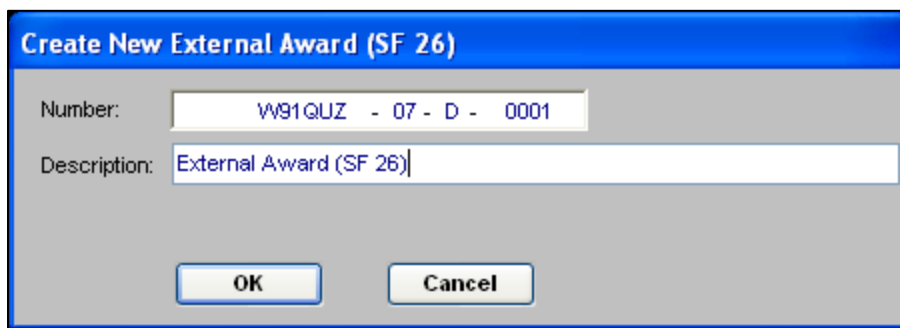 Create New External Award (SF 26)
Number: W91QUZ - 07 - D - 0001
Description: External Award (SF 26)
OK Cancel